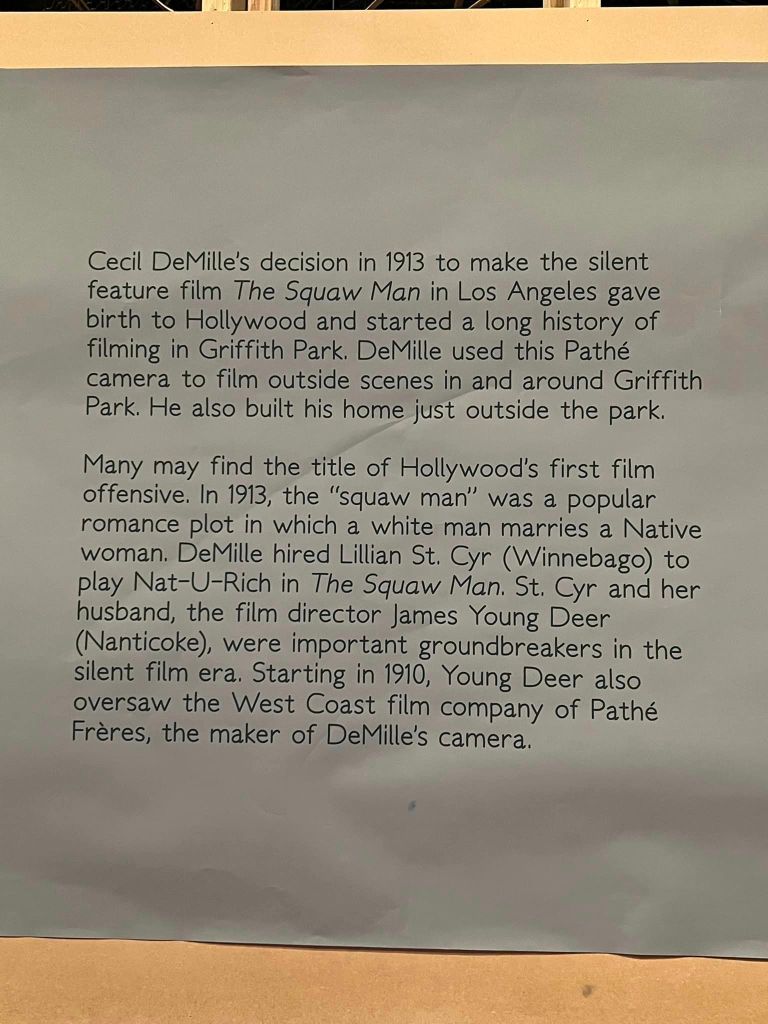 Cecil DeMille's decision in 1913 to make the silent
feature film The Squaw Man in Los Angeles gave
birth to Hollywood and started a long history of
filming in Griffith Park. DeMille used this Pathé
camera to film outside scenes in and around Griffith
Park. He also built his home just outside the park.
Many may find the title of Hollywood's first film
offensive. In 1913, the "squaw man" was a popular
romance plot in which a white man marries a Native
woman. DeMille hired Lillian St. Cyr (Winnebago) to
play Nat-U-Rich in The Squaw Man. St. Cyr and her
husband, the film director James Young Deer
(Nanticoke), were important groundbreakers in the
silent film era. Starting in 1910, Young Deer also
oversaw the West Coast film company of Pathé
Frères, the maker of DeMille's camera.